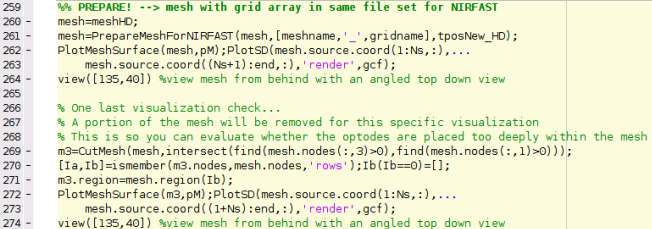 259 %% PREPARE! --> mesh with grid array in same file set for NIRFAST
260 - mesh=meshHD;
261 - mesh=PrepareMeshForNIRFAST(mesh,[meshname,'_',gridname],tposNew_HD);
262 - PlotMeshSurface(mesh,pM);PlotSD(mesh.source.coord(1:Ns,:),...
263 mesh.source.coord((Ns+1):end,:),'render',gcf);
264 - view([135,40]) %view mesh from behind with an angled top down view
265
266 % One last visualization check...
267 % A portion of the mesh will be removed for this specific visualization
268 % This is so you can evaluate whether the optodes are placed too deeply within the mesh
269 - m3=CutMesh(mesh,intersect(find(mesh.nodes(:,3)>0),find(mesh.nodes(:,1)>0)));
270 - [Ia,Ib]=ismember(m3.nodes,mesh.nodes,'rows');Ib(Ib==0)=[];
271 - m3.region=mesh.region(Ib);
272 - PlotMeshSurface(m3,pM);PlotSD(mesh.source.coord(1:Ns,:),...
273 mesh.source.coord((1+Ns):end,:),'render',gcf);
274 - view([135,40]) %view mesh from behind with an angled top down view